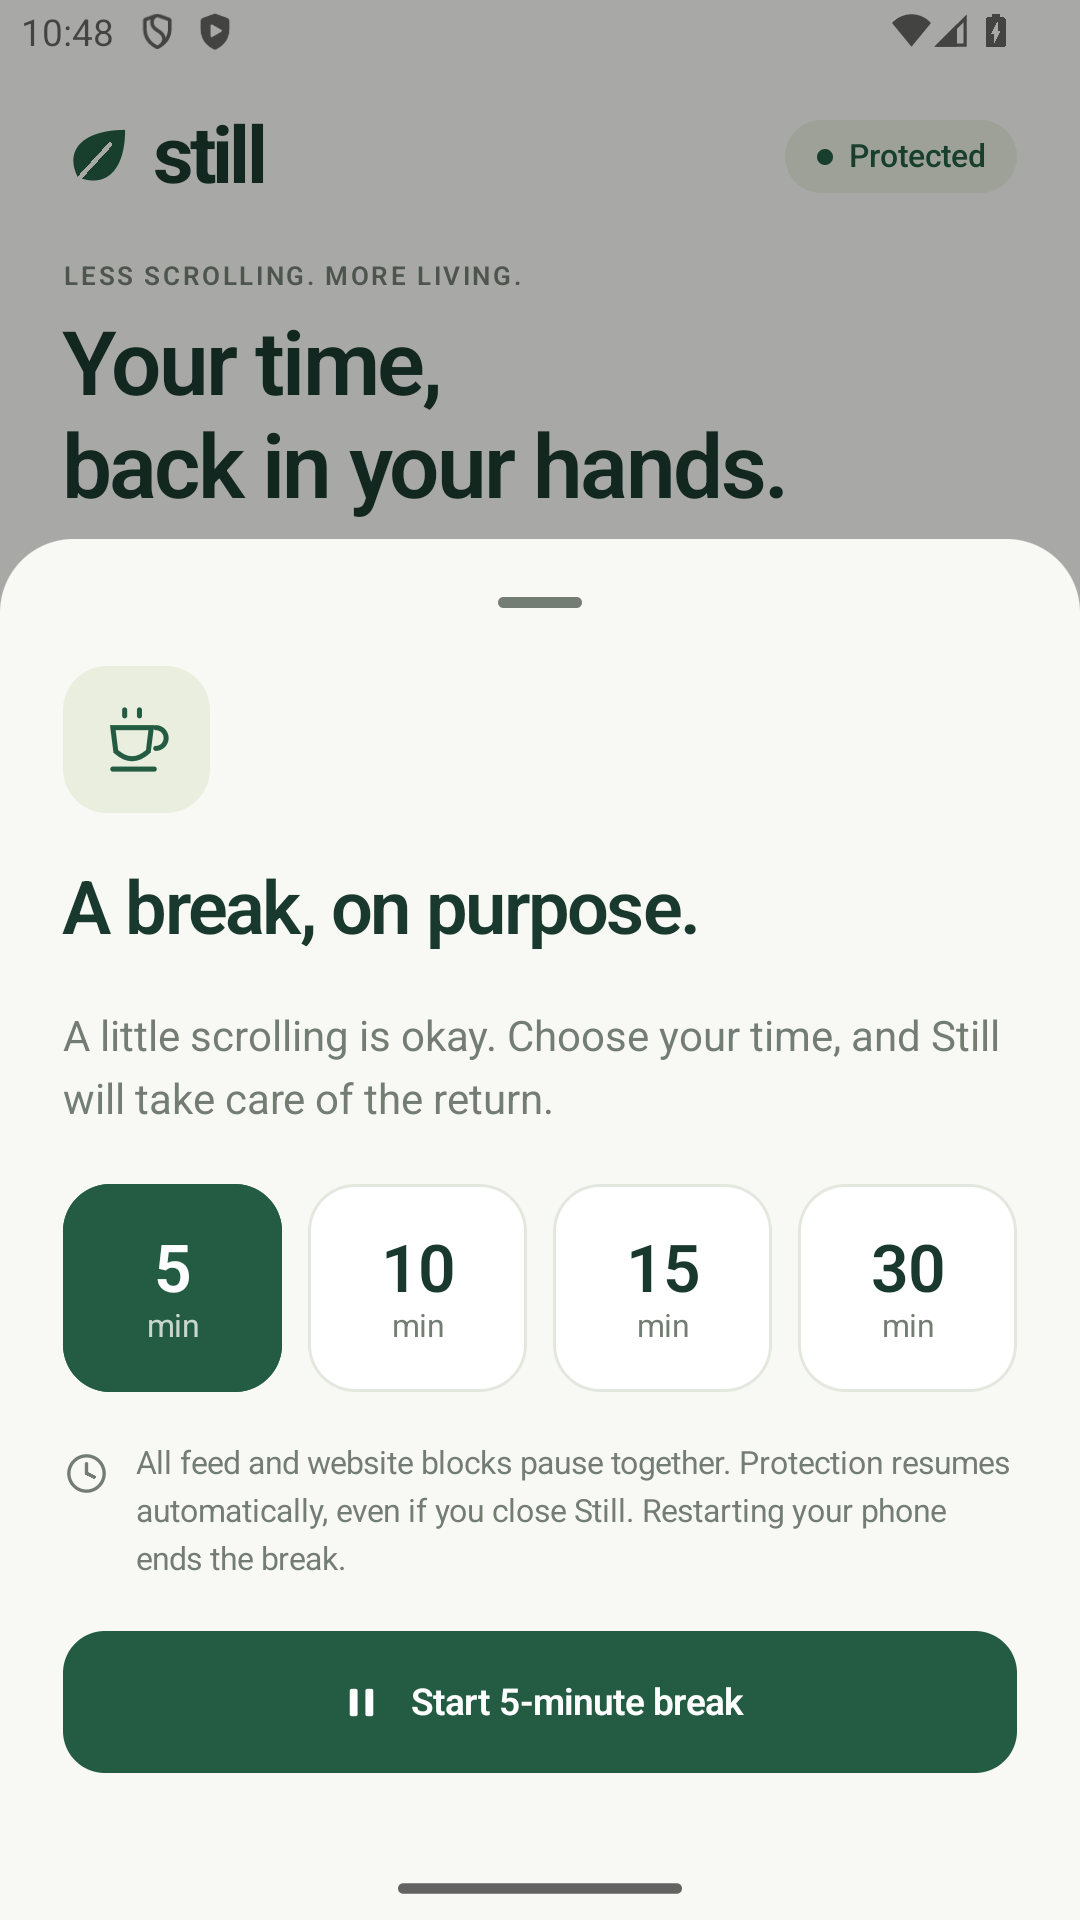 10:48
still
Protected
LESS SCROLLING. MORE LIVING.
Your time,
back in your hands.
A break, on purpose.
A little scrolling is okay. Choose your time, and Still
will take care of the return.
5 10 15 30
min min min min
All feed and website blocks pause together. Protection resumes
automatically, even if you close Still. Restarting your phone
ends the break.
Start 5-minute break